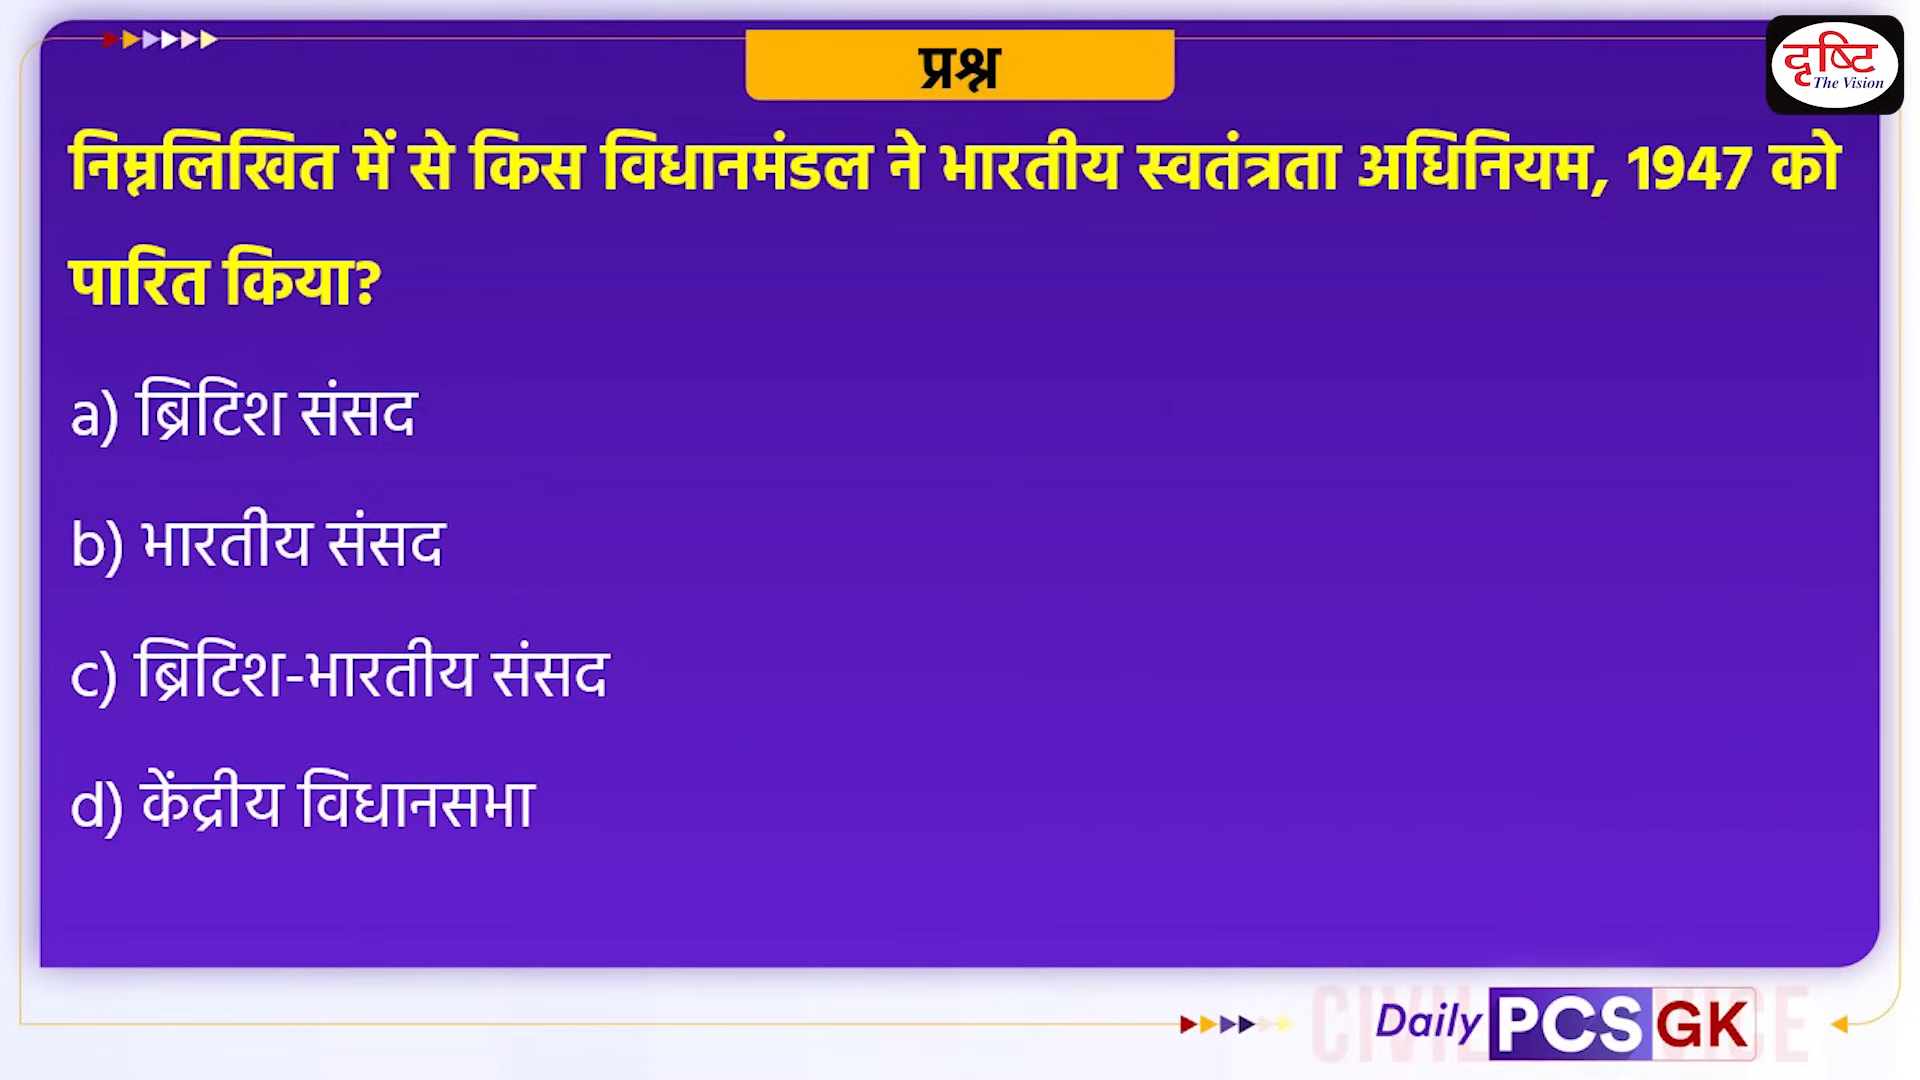 प्रश्न
दृष्टि
The Vision
निम्नलिखित में से किस विधानमंडल ने भारतीय स्वतंत्रता अधिनियम, 1947 को
पारित किया?
a) ब्रिटिश संसद
b) भारतीय संसद
c) ब्रिटिश-भारतीय संसद
d) केंद्रीय विधानसभा
Daily PCS GK